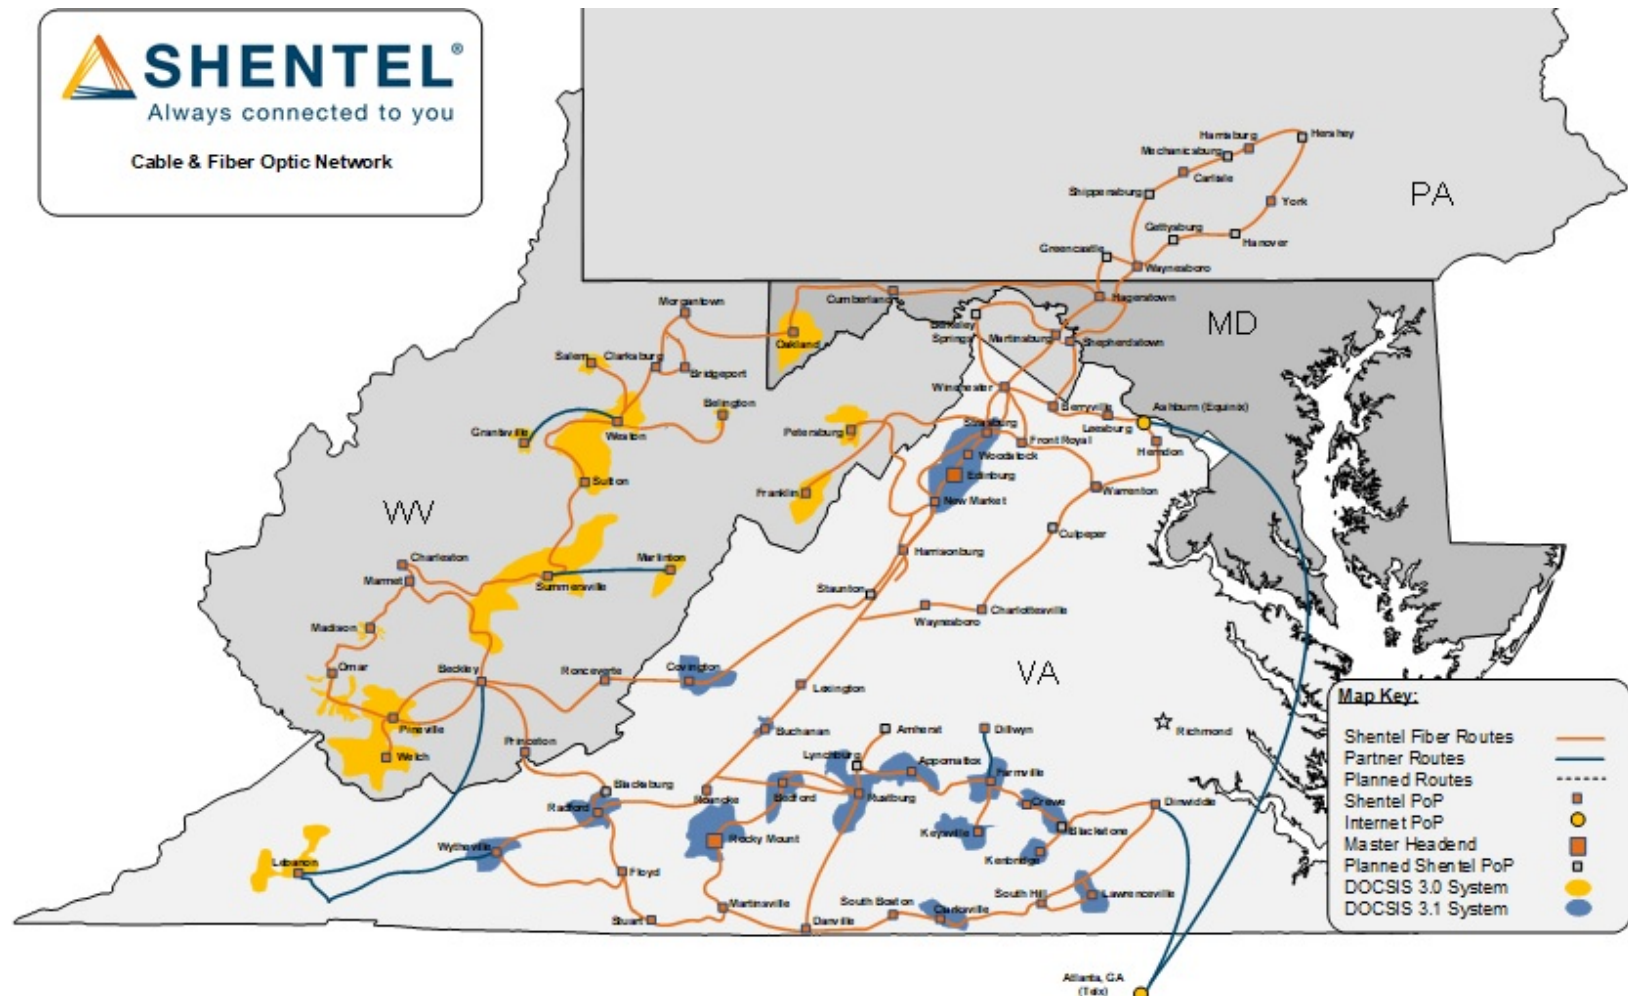 SHENTEL®
Always connected to you
Cable & Fiber Optic Network
Harrisburg
Hershey
Mechanicsburg
Carlisle
Shippensburg
PA
York
Gettysburg
Hanover
Greencastle
Waynesboro
Morgantown
Cumberland
Hagerstown
MD
Berkeley
Springs
Martinsburg
Shepherdstown
Oakland
Salem
Clarksburg
Bridgeport
Winchester
Belington
Berryville
Ashburn (Equinix)
Leesburg
Grantsville
Weston
Petersburg
Strasburg
Front Royal
Herndon
Woodstock
Edinburg
Sutton
Franklin
New Market
Warrenton
WV
Culpeper
Harrisonburg
Charleston
Marmet
Marlinton
Summersville
Staunton
Waynesboro
Charlottesville
Madison
Omar
Beckley
Ronceverte
Covington
VA
Lexington
Pineville
Buchanan
Amherst
Dillwyn
Richmond
Princeton
Welch
Lynchburg
Appomattox
Farmville
Blacksburg
Radford
Roanoke
Bedford
Rustburg
Crewe
Dinwiddie
Rocky Mount
Keysville
Blackstone
Wytheville
Kenbridge
Lebanon
Floyd
South Hill
Lawrenceville
Martinsville
South Boston
Clarksville
Stuart
Danville
Atlanta, GA
(Telx)
Map Key:
Shentel Fiber Routes
Partner Routes
Planned Routes
Shentel PoP
Internet PoP
Master Headend
Planned Shentel PoP
DOCSIS 3.0 System
DOCSIS 3.1 System